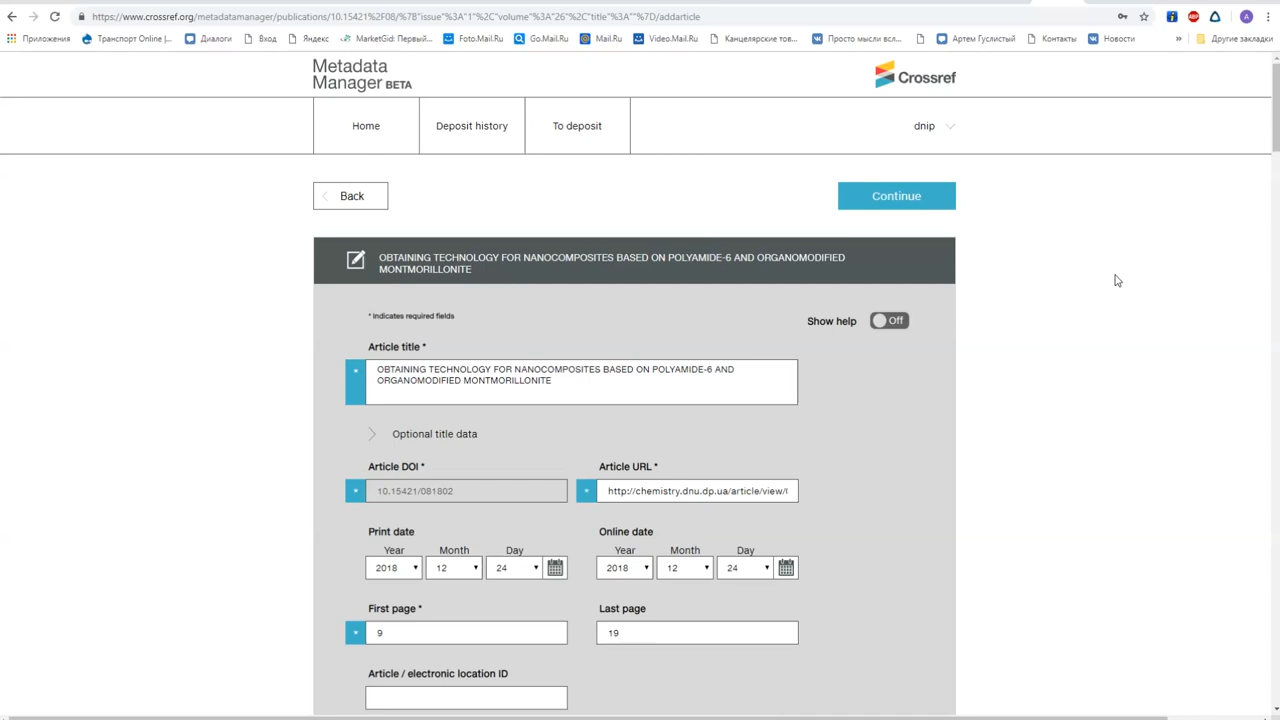 https://www.crossref.org/metadatamanager/publications/10.15421%2F08/%7B"issue"%3A"1"%2C"volume"%3A"26"%2C"title"%3A""%7D/addarticle
Приложения
Транспорт Online |...
Диалоги
Вход
Яндекс
MarketGid: Первый...
Foto.Mail.Ru
Go.Mail.Ru
Mail.Ru
Video.Mail.Ru
Канцелярские тов...
Просто мысли всл...
Артем Гуслистый
Контакты
Новости
»
Другие закладки
Metadata
Manager BETA
Crossref
Home
Deposit history
To deposit
dnip
Back
Continue
OBTAINING TECHNOLOGY FOR NANOCOMPOSITES BASED ON POLYAMIDE-6 AND ORGANOMODIFIED
MONTMORILLONITE
* Indicates required fields
Show help
Off
Article title *
*
OBTAINING TECHNOLOGY FOR NANOCOMPOSITES BASED ON POLYAMIDE-6 AND
ORGANOMODIFIED MONTMORILLONITE
Optional title data
Article DOI *
Article URL *
* 10.15421/081802
* http://chemistry.dnu.dp.ua/article/view/
Print date
Online date
Year Month Day
Year Month Day
2018 12 24
2018 12 24
First page *
Last page
* 9
19
Article / electronic location ID